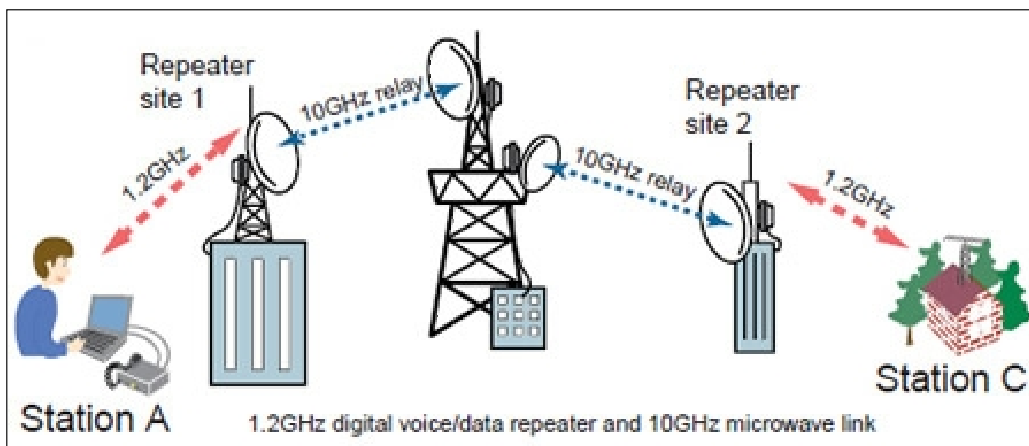 Repeater
site 1
10GHz relay
1.2GHz
Repeater
site 2
10GHz relay
1.2GHz
Station A
Station C
1.2GHz digital voice/data repeater and 10GHz microwave link